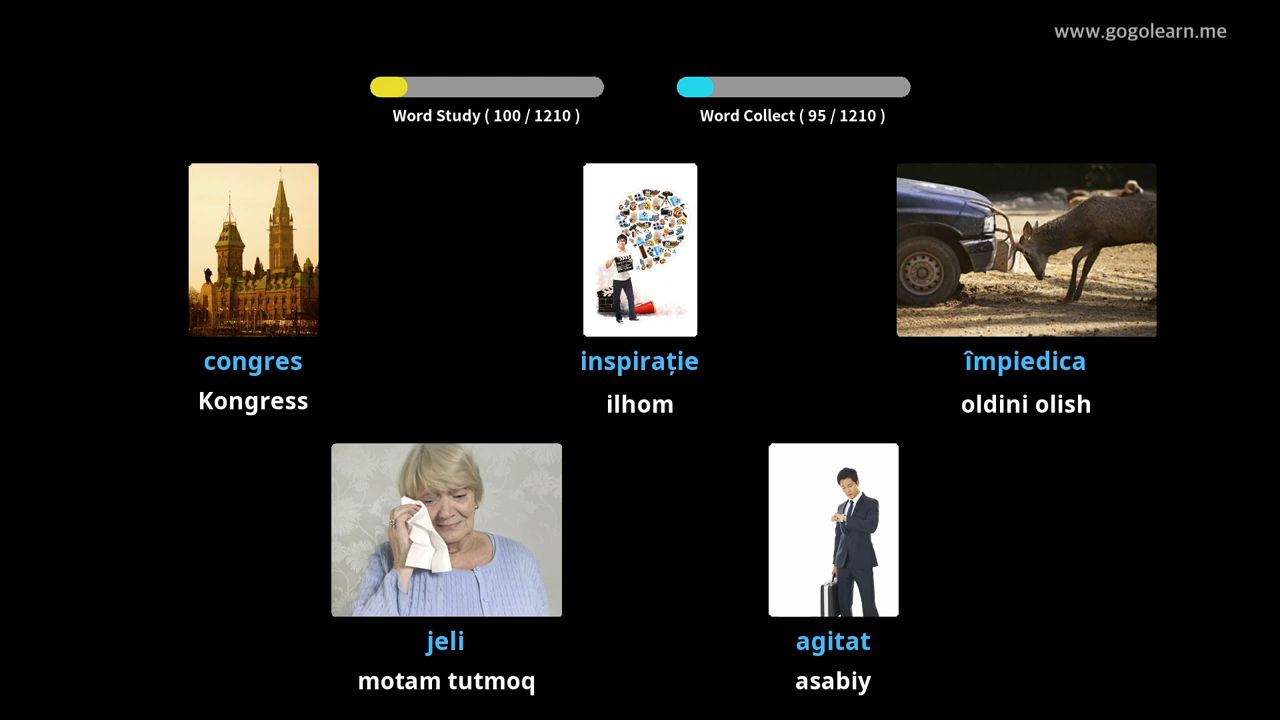 www.gogolearn.me
Word Study ( 100 / 1210 )
Word Collect ( 95 / 1210 )
congres
inspirație
împiedica
Kongress
ilhom
oldini olish
jeli
agitat
motam tutmoq
asabiy